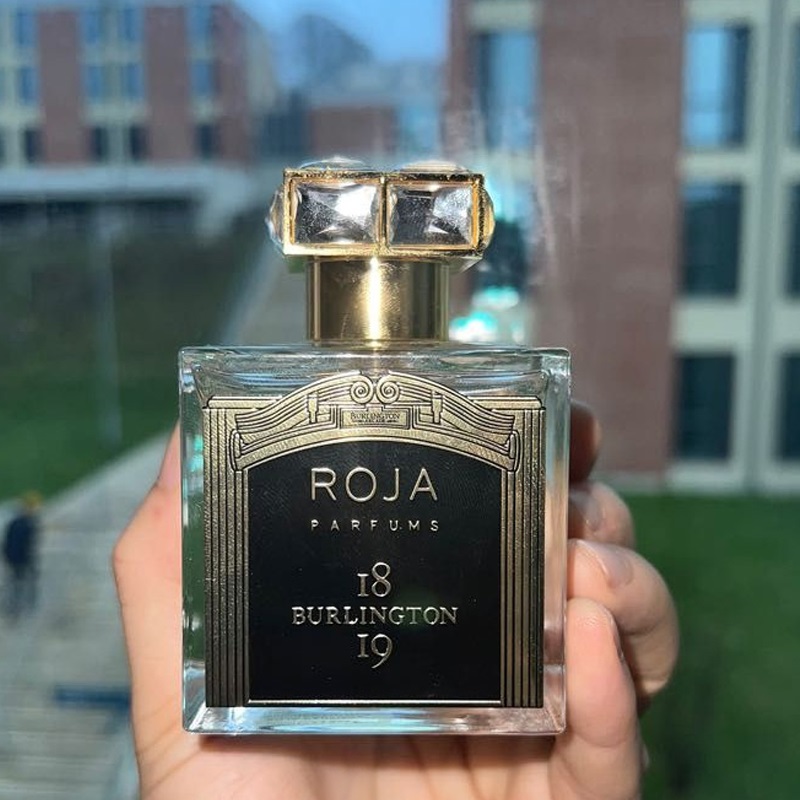 BURLINGTON
ROJA
PARFUMS
18
BURLINGTON
19